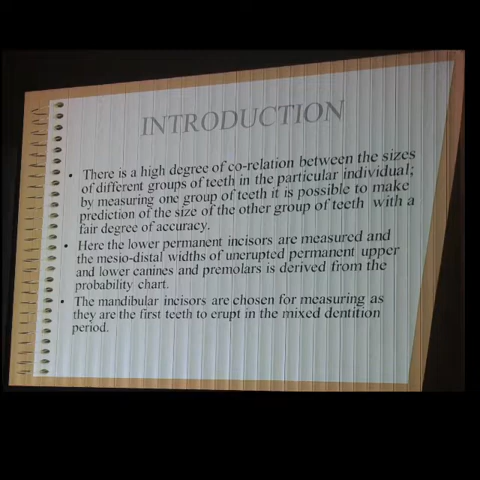 INTRODUCTION
• There is a high degree of co-relation between the sizes
of different groups of teeth in the particular individual;
by measuring one group of teeth it is possible to make
prediction of the size of the other group of teeth with a
fair degree of accuracy.
• Here the lower permanent incisors are measured and
the mesio-distal widths of unerupted permanent upper
and lower canines and premolars is derived from the
probability chart.
• The mandibular incisors are chosen for measuring as
they are the first teeth to erupt in the mixed dentition
period.